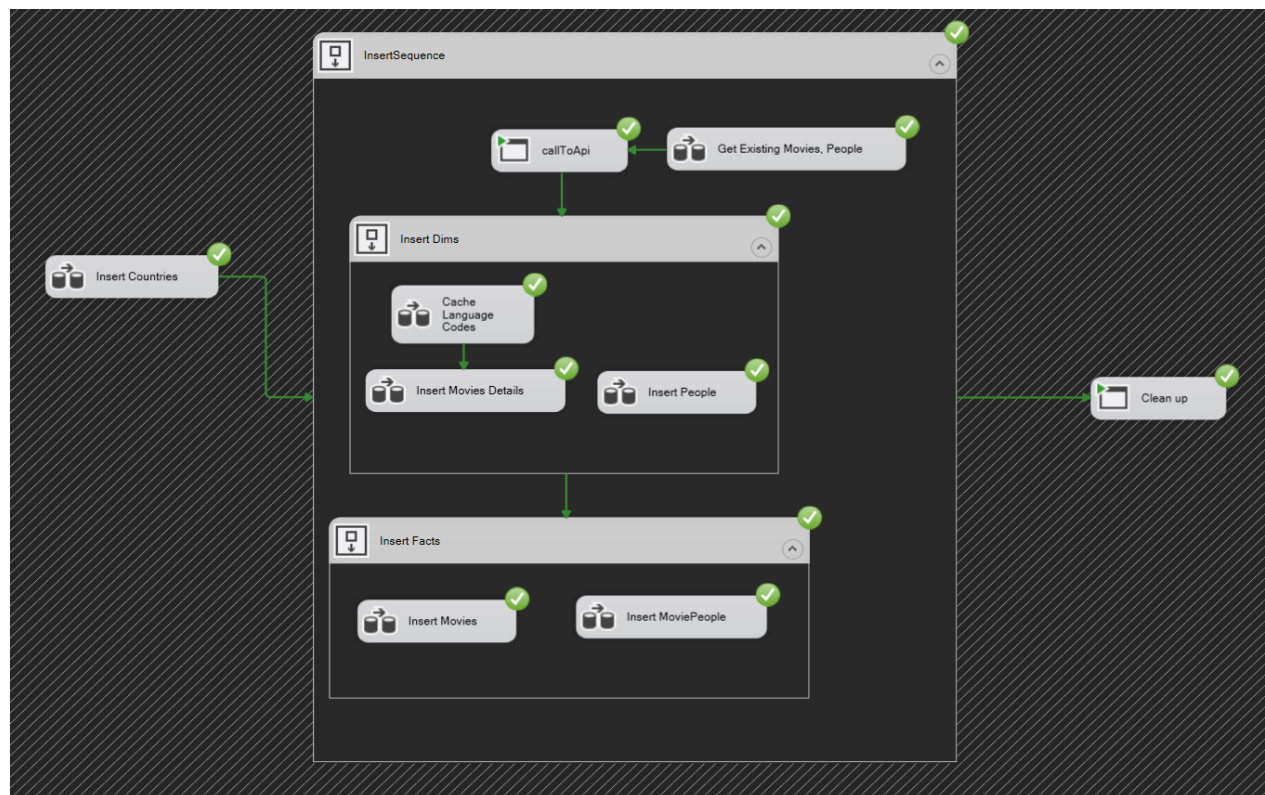 InsertSequence
callToApi
Get Existing Movies, People
Insert Dims
Insert Countries
Cache
Language
Codes
Insert Movies Details
Insert People
Clean up
Insert Facts
Insert Movies
Insert MoviePeople